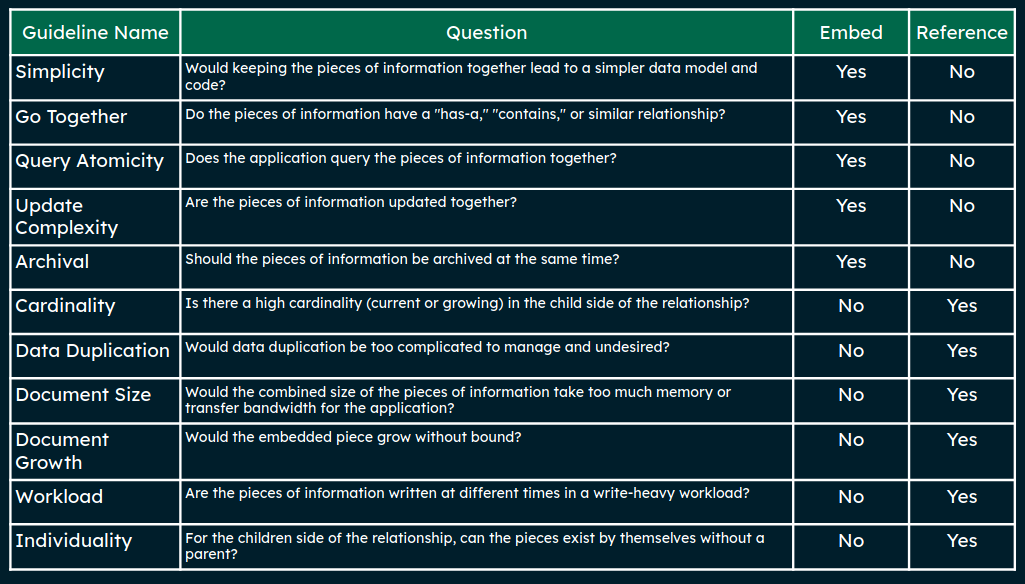 Guideline Name Question Embed Reference
Simplicity Would keeping the pieces of information together lead to a simpler data model and Yes No
code?
Go Together Do the pieces of information have a "has-a," "contains," or similar relationship? Yes No
Query Atomicity Does the application query the pieces of information together? Yes No
Update Are the pieces of information updated together? Yes No
Complexity
Archival Should the pieces of information be archived at the same time? Yes No
Cardinality Is there a high cardinality (current or growing) in the child side of the relationship? No Yes
Data Duplication Would data duplication be too complicated to manage and undesired? No Yes
Document Size Would the combined size of the pieces of information take too much memory or No Yes
transfer bandwidth for the application?
Document Would the embedded piece grow without bound? No Yes
Growth
Workload Are the pieces of information written at different times in a write-heavy workload? No Yes
Individuality For the children side of the relationship, can the pieces exist by themselves without a No Yes
parent?